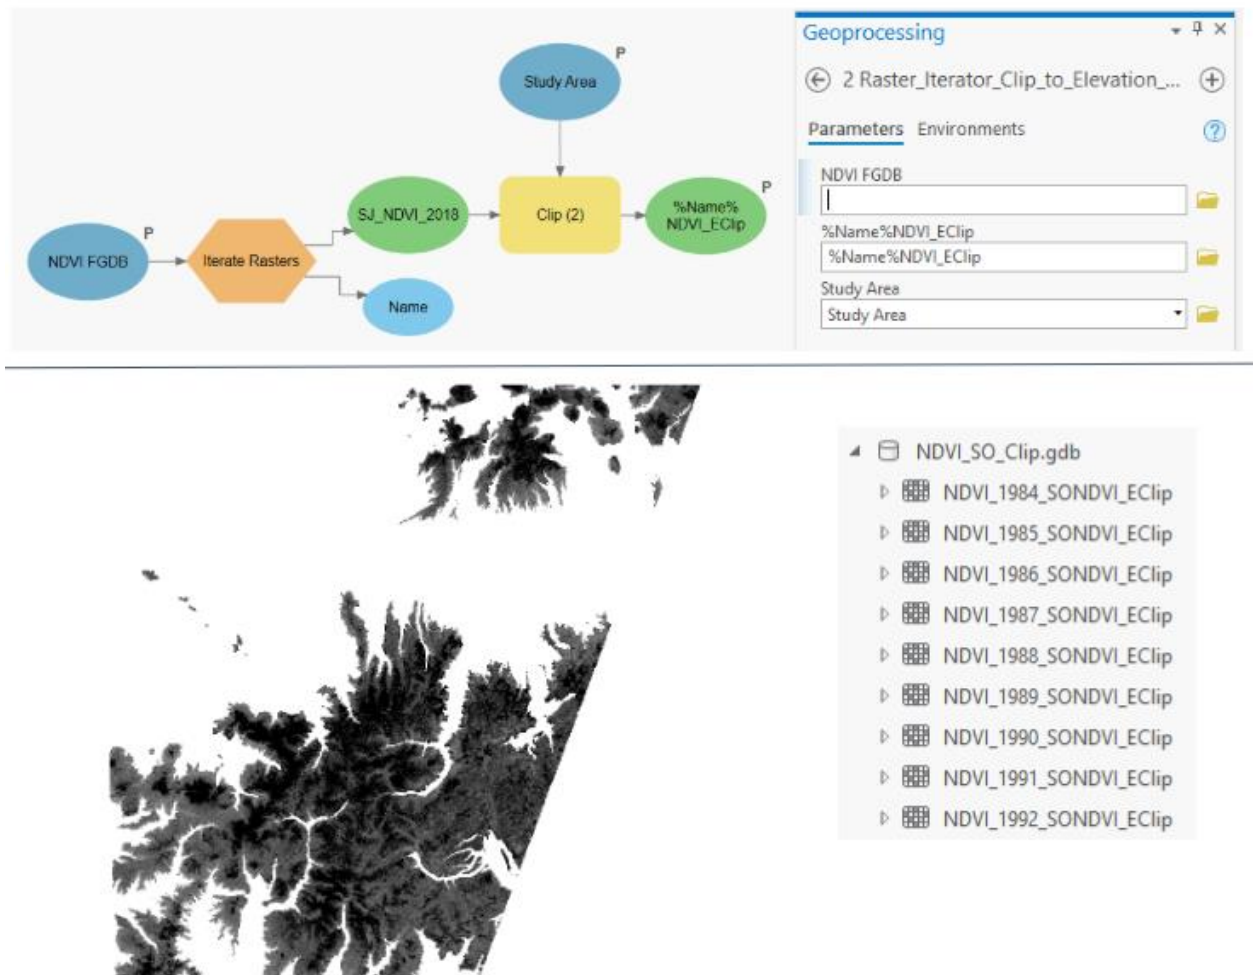 Study Area
P
SJ_NDVI_2018
Clip (2)
%Name%
NDVI_EClip
P
NDVI FGDB
P
Iterate Rasters
Name
Geoprocessing
2 Raster_Iterator_Clip_to_Elevation_...
Parameters Environments
NDVI FGDB
%Name%NDVI_EClip
%Name%NDVI_EClip
Study Area
Study Area
NDVI_SO_Clip.gdb
NDVI_1984_SONDVI_EClip
NDVI_1985_SONDVI_EClip
NDVI_1986_SONDVI_EClip
NDVI_1987_SONDVI_EClip
NDVI_1988_SONDVI_EClip
NDVI_1989_SONDVI_EClip
NDVI_1990_SONDVI_EClip
NDVI_1991_SONDVI_EClip
NDVI_1992_SONDVI_EClip